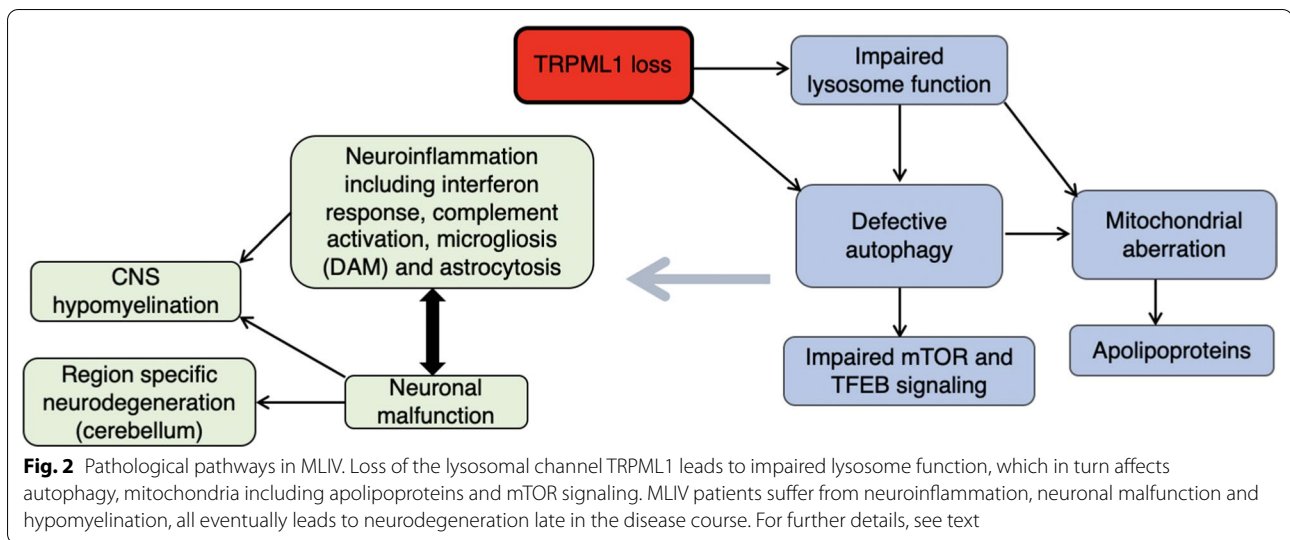 TRPML1 loss
Impaired
lysosome function
Neuroinflammation
including interferon
response, complement
activation, microgliosis
(DAM) and astrocytosis
Defective
autophagy
Mitochondrial
aberration
CNS
hypomyelination
Impaired mTOR and
TFEB signaling
Apolipoproteins
Region specific
neurodegeneration
(cerebellum)
Neuronal
malfunction
Fig. 2 Pathological pathways in MLIV. Loss of the lysosomal channel TRPML1 leads to impaired lysosome function, which in turn affects
autophagy, mitochondria including apolipoproteins and mTOR signaling. MLIV patients suffer from neuroinflammation, neuronal malfunction and
hypomyelination, all eventually leads to neurodegeneration late in the disease course. For further details, see text